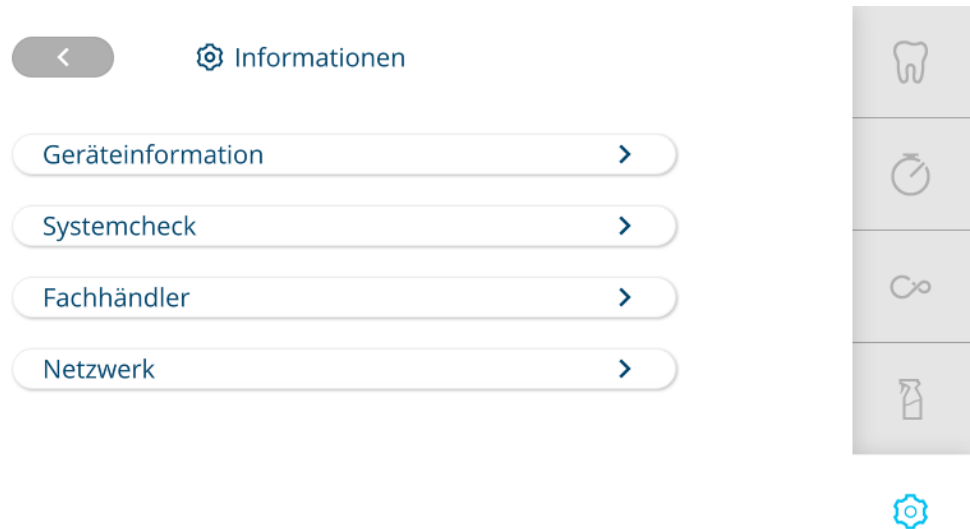 Informationen
Geräteinformation
Systemcheck
Fachhändler
Netzwerk